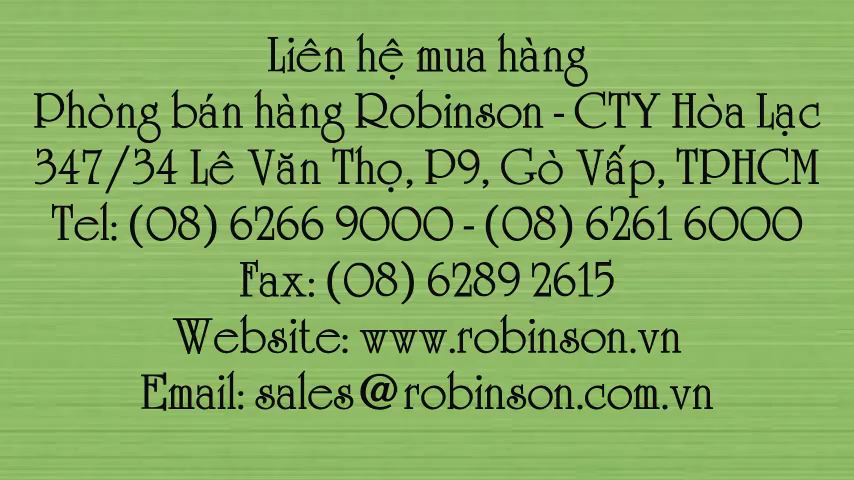 Liên hệ mua hàng
Phòng bán hàng Robinson - CTY Hòa Lạc
347/34 Lê Văn Thọ, P9, Gò Vấp, TPHCM
Tel: (08) 6266 9000 - (08) 6261 6000
Fax: (08) 6289 2615
Website: www.robinson.vn
Email: sales@robinson.com.vn